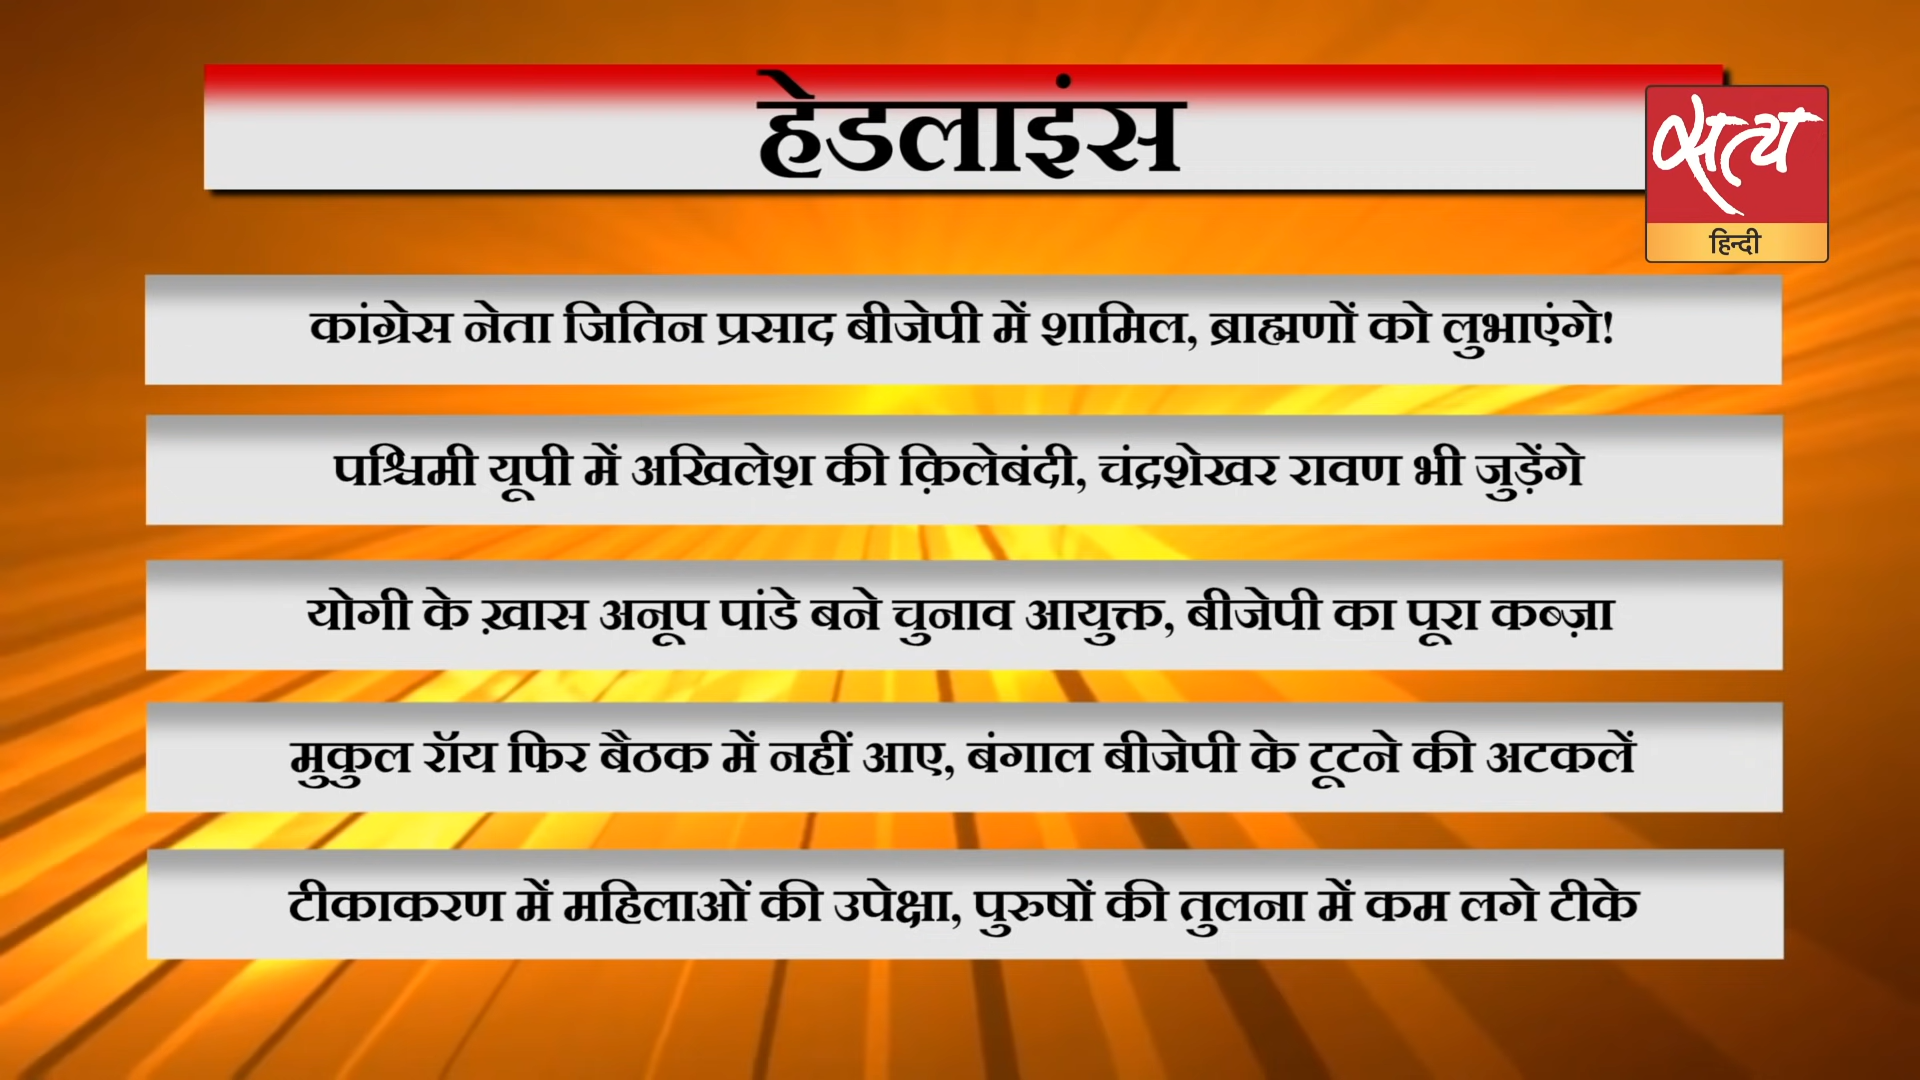 हेडलाइंस
सत्य
हिन्दी
कांग्रेस नेता जितिन प्रसाद बीजेपी में शामिल, ब्राह्मणों को लुभाएंगे!
पश्चिमी यूपी में अखिलेश की क़िलेबंदी, चंद्रशेखर रावण भी जुड़ेंगे
योगी के ख़ास अनूप पांडे बने चुनाव आयुक्त, बीजेपी का पूरा कब्ज़ा
मुकुल रॉय फिर बैठक में नहीं आए, बंगाल बीजेपी के टूटने की अटकलें
टीकाकरण में महिलाओं की उपेक्षा, पुरुषों की तुलना में कम लगे टीके